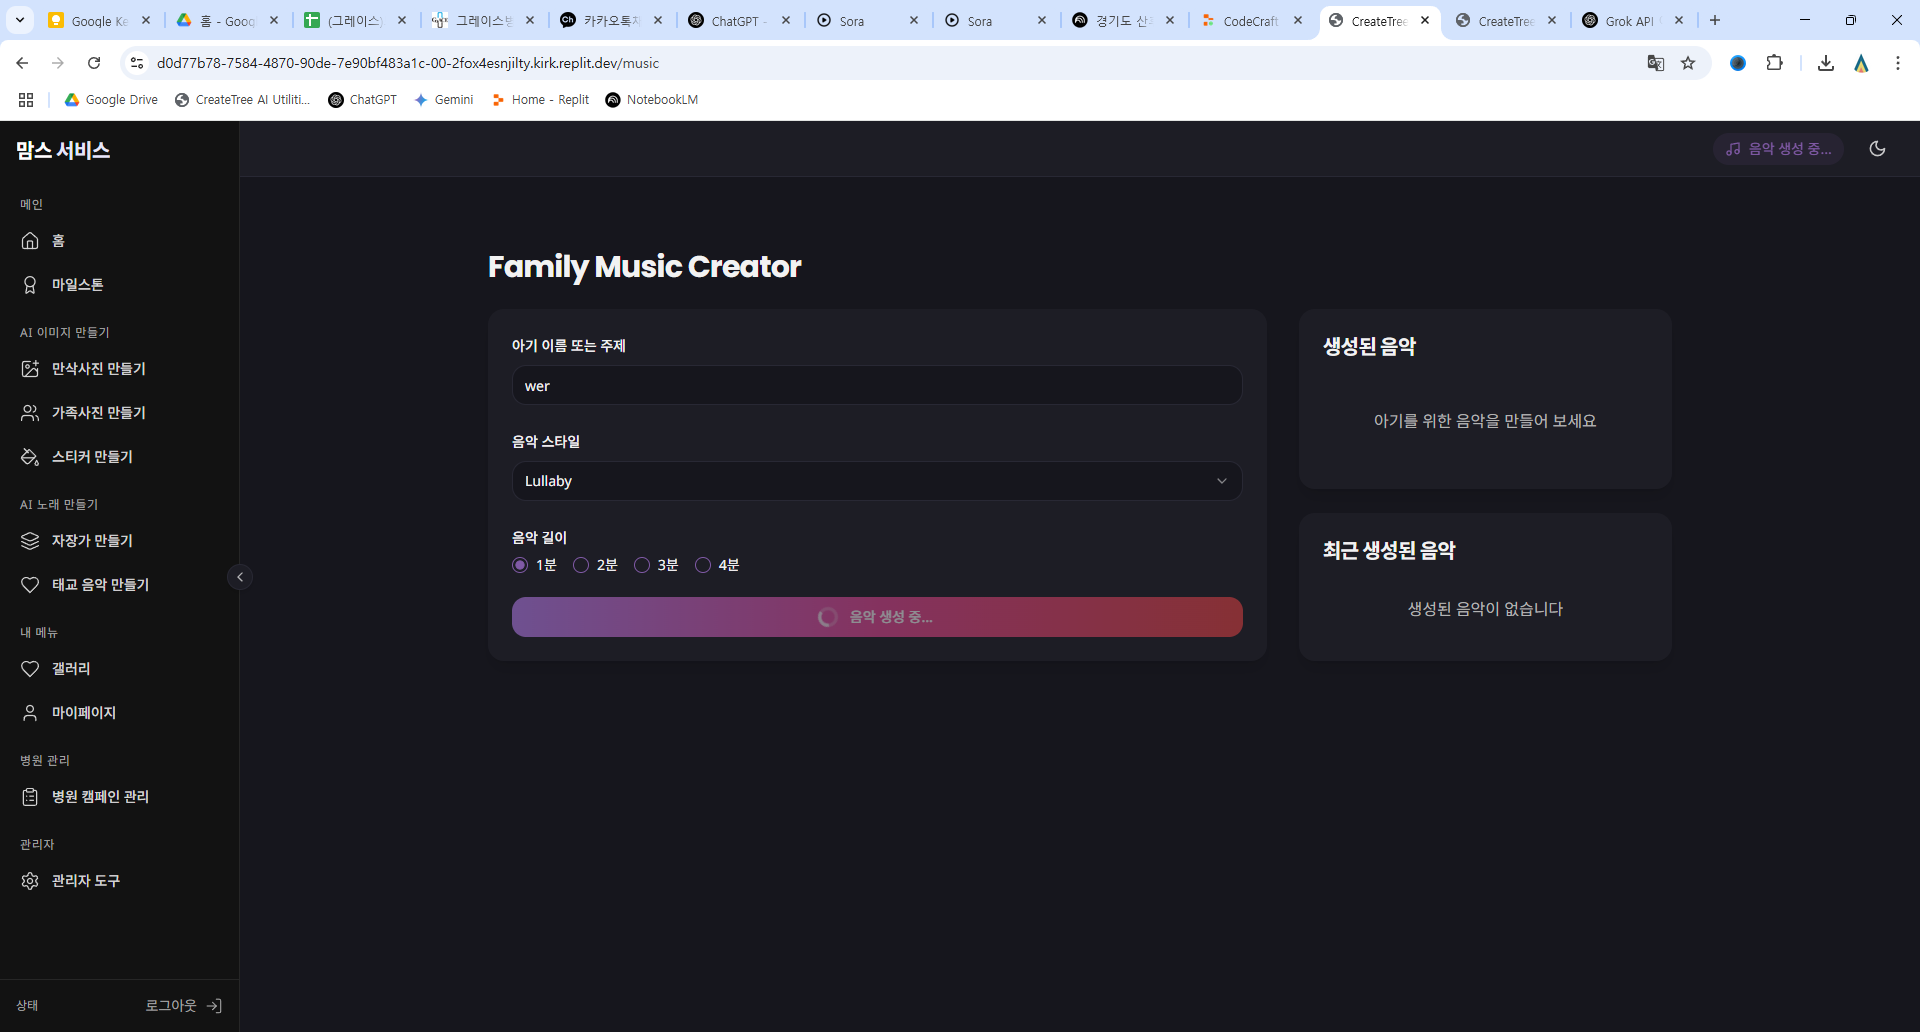 Google Ke
홈 - Goog
(그레이스)
그레이스병
카카오톡채
ChatGPT -
Sora
Sora
경기도 산후
CodeCraft
CreateTree
CreateTree
Grok API
d0d77b78-7584-4870-90de-7e90bf483a1c-00-2fox4esnjilty.kirk.replit.dev/music
Google Drive
CreateTree AI Utiliti...
ChatGPT
Gemini
Home - Replit
NotebookLM
맘스 서비스
음악 생성 중...
메인
홈
마일스톤
AI 이미지 만들기
만삭사진 만들기
가족사진 만들기
스티커 만들기
AI 노래 만들기
자장가 만들기
태교 음악 만들기
내 메뉴
갤러리
마이페이지
병원 관리
병원 캠페인 관리
관리자
관리자 도구
상태
로그아웃
Family Music Creator
아기 이름 또는 주제
wer
음악 스타일
Lullaby
음악 길이
1분 2분 3분 4분
음악 생성 중...
생성된 음악
아기를 위한 음악을 만들어 보세요
최근 생성된 음악
생성된 음악이 없습니다